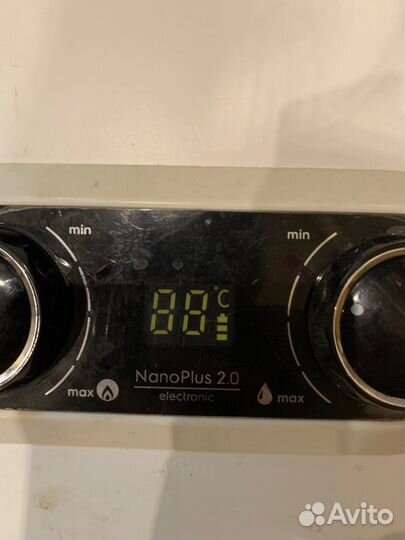 min
min
88°C
NanoPlus 2.0
electronic
max
max
Avito